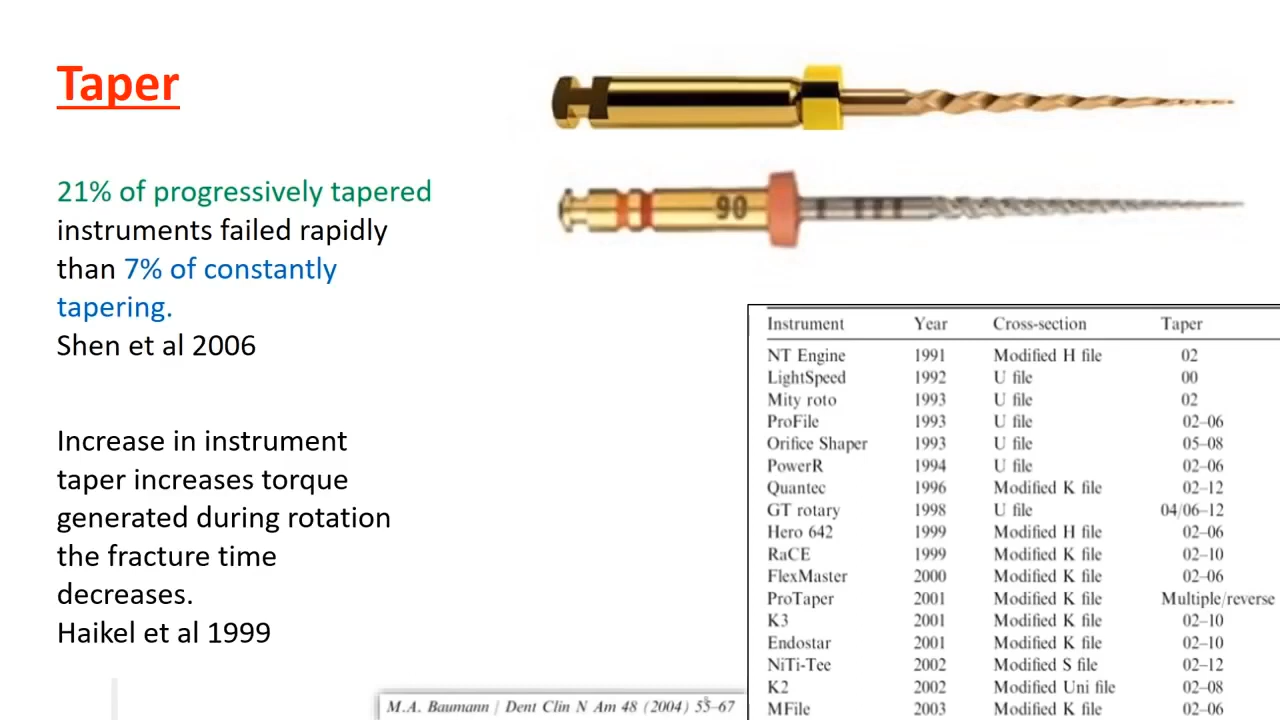 Taper
21% of progressively tapered
instruments failed rapidly
than 7% of constantly
tapering.
Shen et al 2006
Increase in instrument
taper increases torque
generated during rotation
the fracture time
decreases.
Haikel et al 1999
90
Instrument Year Cross-section Taper
NT Engine 1991 Modified H file 02
LightSpeed 1992 U file 00
Mity roto 1993 U file 02
ProFile 1993 U file 02–06
Orifice Shaper 1993 U file 05–08
PowerR 1994 U file 02–06
Quantec 1996 Modified K file 02–12
GT rotary 1998 U file 04/06–12
Hero 642 1999 Modified H file 02–06
RaCE 1999 Modified K file 02–10
FlexMaster 2000 Modified K file 02–06
ProTaper 2001 Modified K file Multiple/reverse
K3 2001 Modified K file 02–10
Endostar 2001 Modified K file 02–10
NiTi-Tee 2002 Modified S file 02–12
K2 2002 Modified Uni file 02–08
MFile 2003 Modified K file 02–06
M.A. Baumann / Dent Clin N Am 48 (2004) 55–67